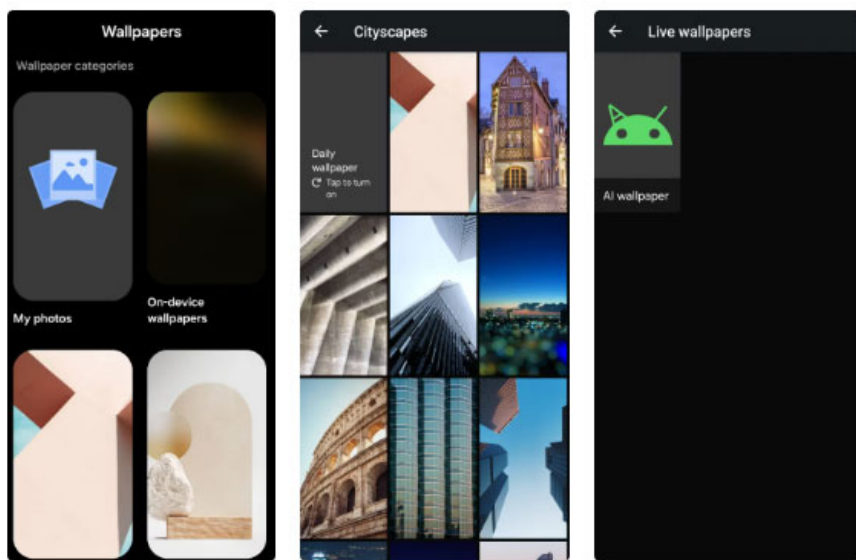 Wallpapers
Wallpaper categories
My photos
On-device
wallpapers
Cityscapes
Daily
wallpaper
Tap to turn
on
Live wallpapers
AI wallpaper